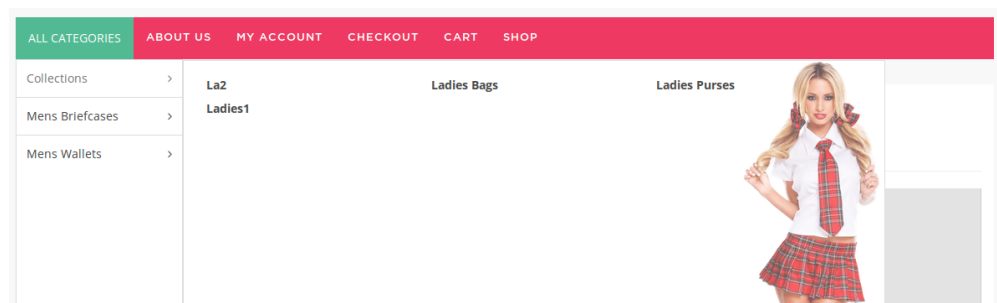 ALL CATEGORIES ABOUT US MY ACCOUNT CHECKOUT CART SHOP
Collections
Mens Briefcases
Mens Wallets
La2 Ladies Bags Ladies Purses
Ladies1